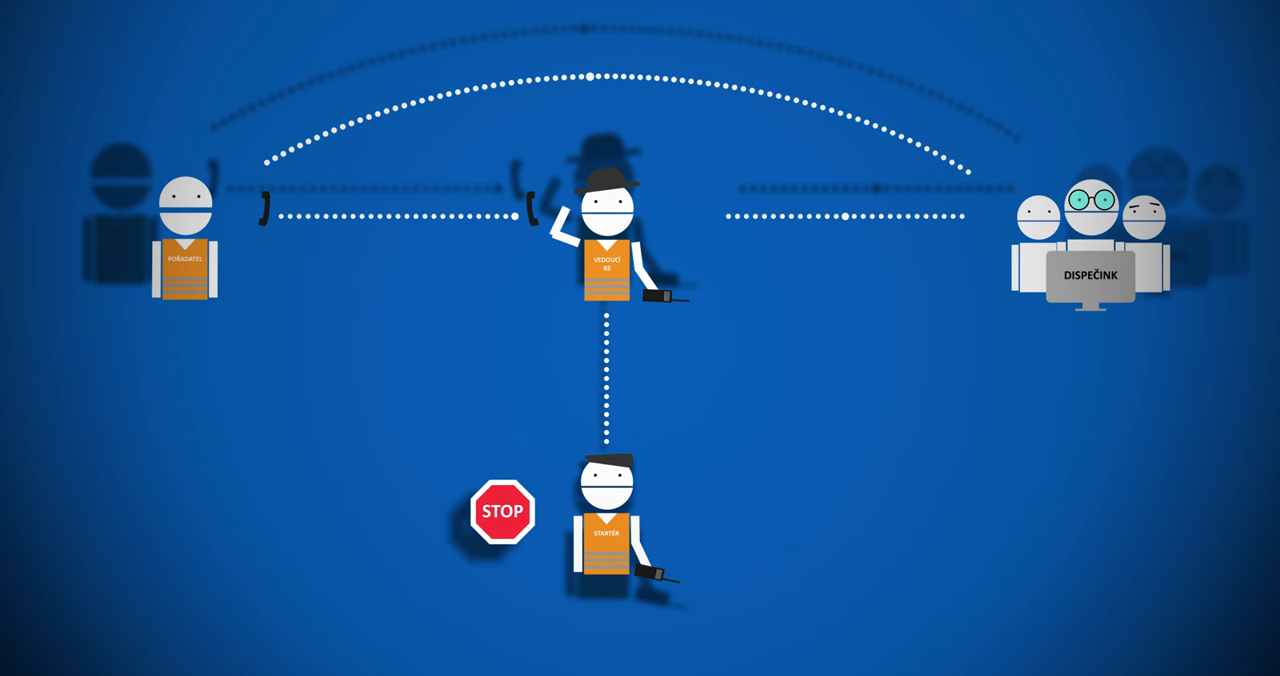 POŘADATEL
VEDOUCÍ
RZ
DISPEČINK
STOP
STARTÉR